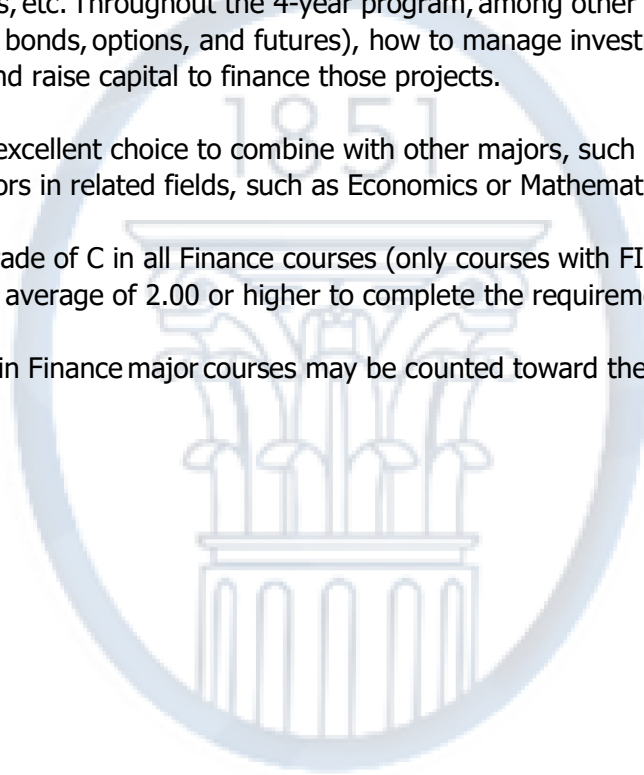 s, etc. Throughout the 4-year program, among other
bonds, options, and futures), how to manage invest
nd raise capital to finance those projects.
1851
excellent choice to combine with other majors, such
ors in related fields, such as Economics or Mathemat
ade of C in all Finance courses (only courses with FI
average of 2.00 or higher to complete the requireme
in Finance major courses may be counted toward the